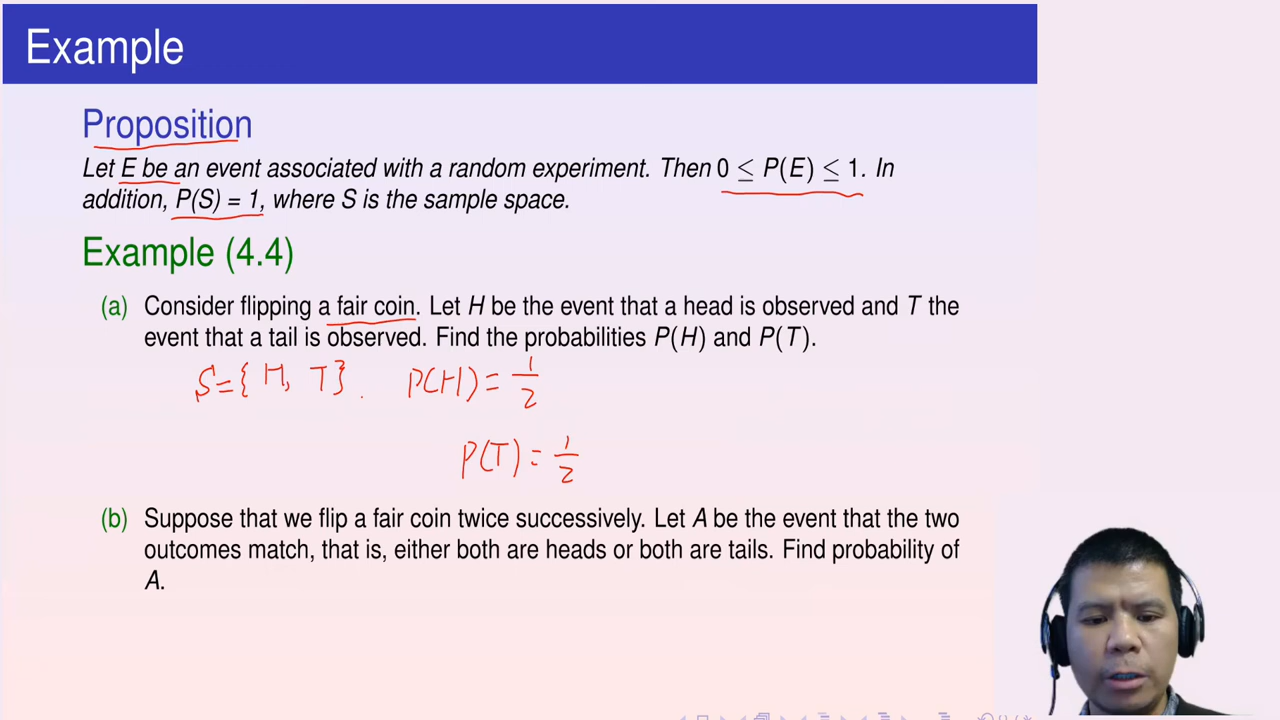 Example
Proposition
Let E be an event associated with a random experiment. Then 0 ≤ P(E) ≤ 1. In
addition, P(S) = 1, where S is the sample space.
Example (4.4)
(a) Consider flipping a fair coin. Let H be the event that a head is observed and T the
event that a tail is observed. Find the probabilities P(H) and P(T).
S={ H, T}. P(H) = 1/2
P(T) = 1/2
(b) Suppose that we flip a fair coin twice successively. Let A be the event that the two
outcomes match, that is, either both are heads or both are tails. Find probability of
A.